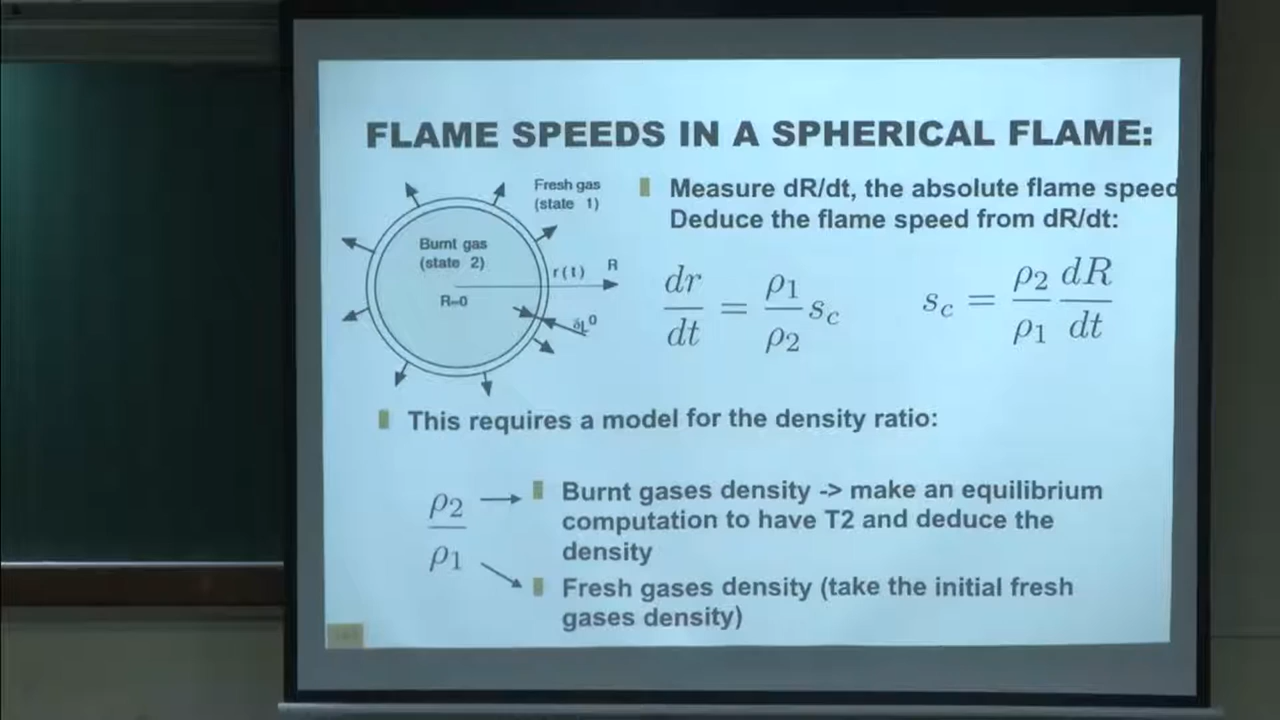 FLAME SPEEDS IN A SPHERICAL FLAME:
Fresh gas
(state 1)
Burnt gas
(state 2)
r(t) R
R=0
δL⁰
Measure dR/dt, the absolute flame speed
Deduce the flame speed from dR/dt:
dr/dt = ρ1/ρ2 sc
sc = ρ2/ρ1 dR/dt
This requires a model for the density ratio:
ρ2/ρ1
Burnt gases density -> make an equilibrium
computation to have T2 and deduce the
density
Fresh gases density (take the initial fresh
gases density)